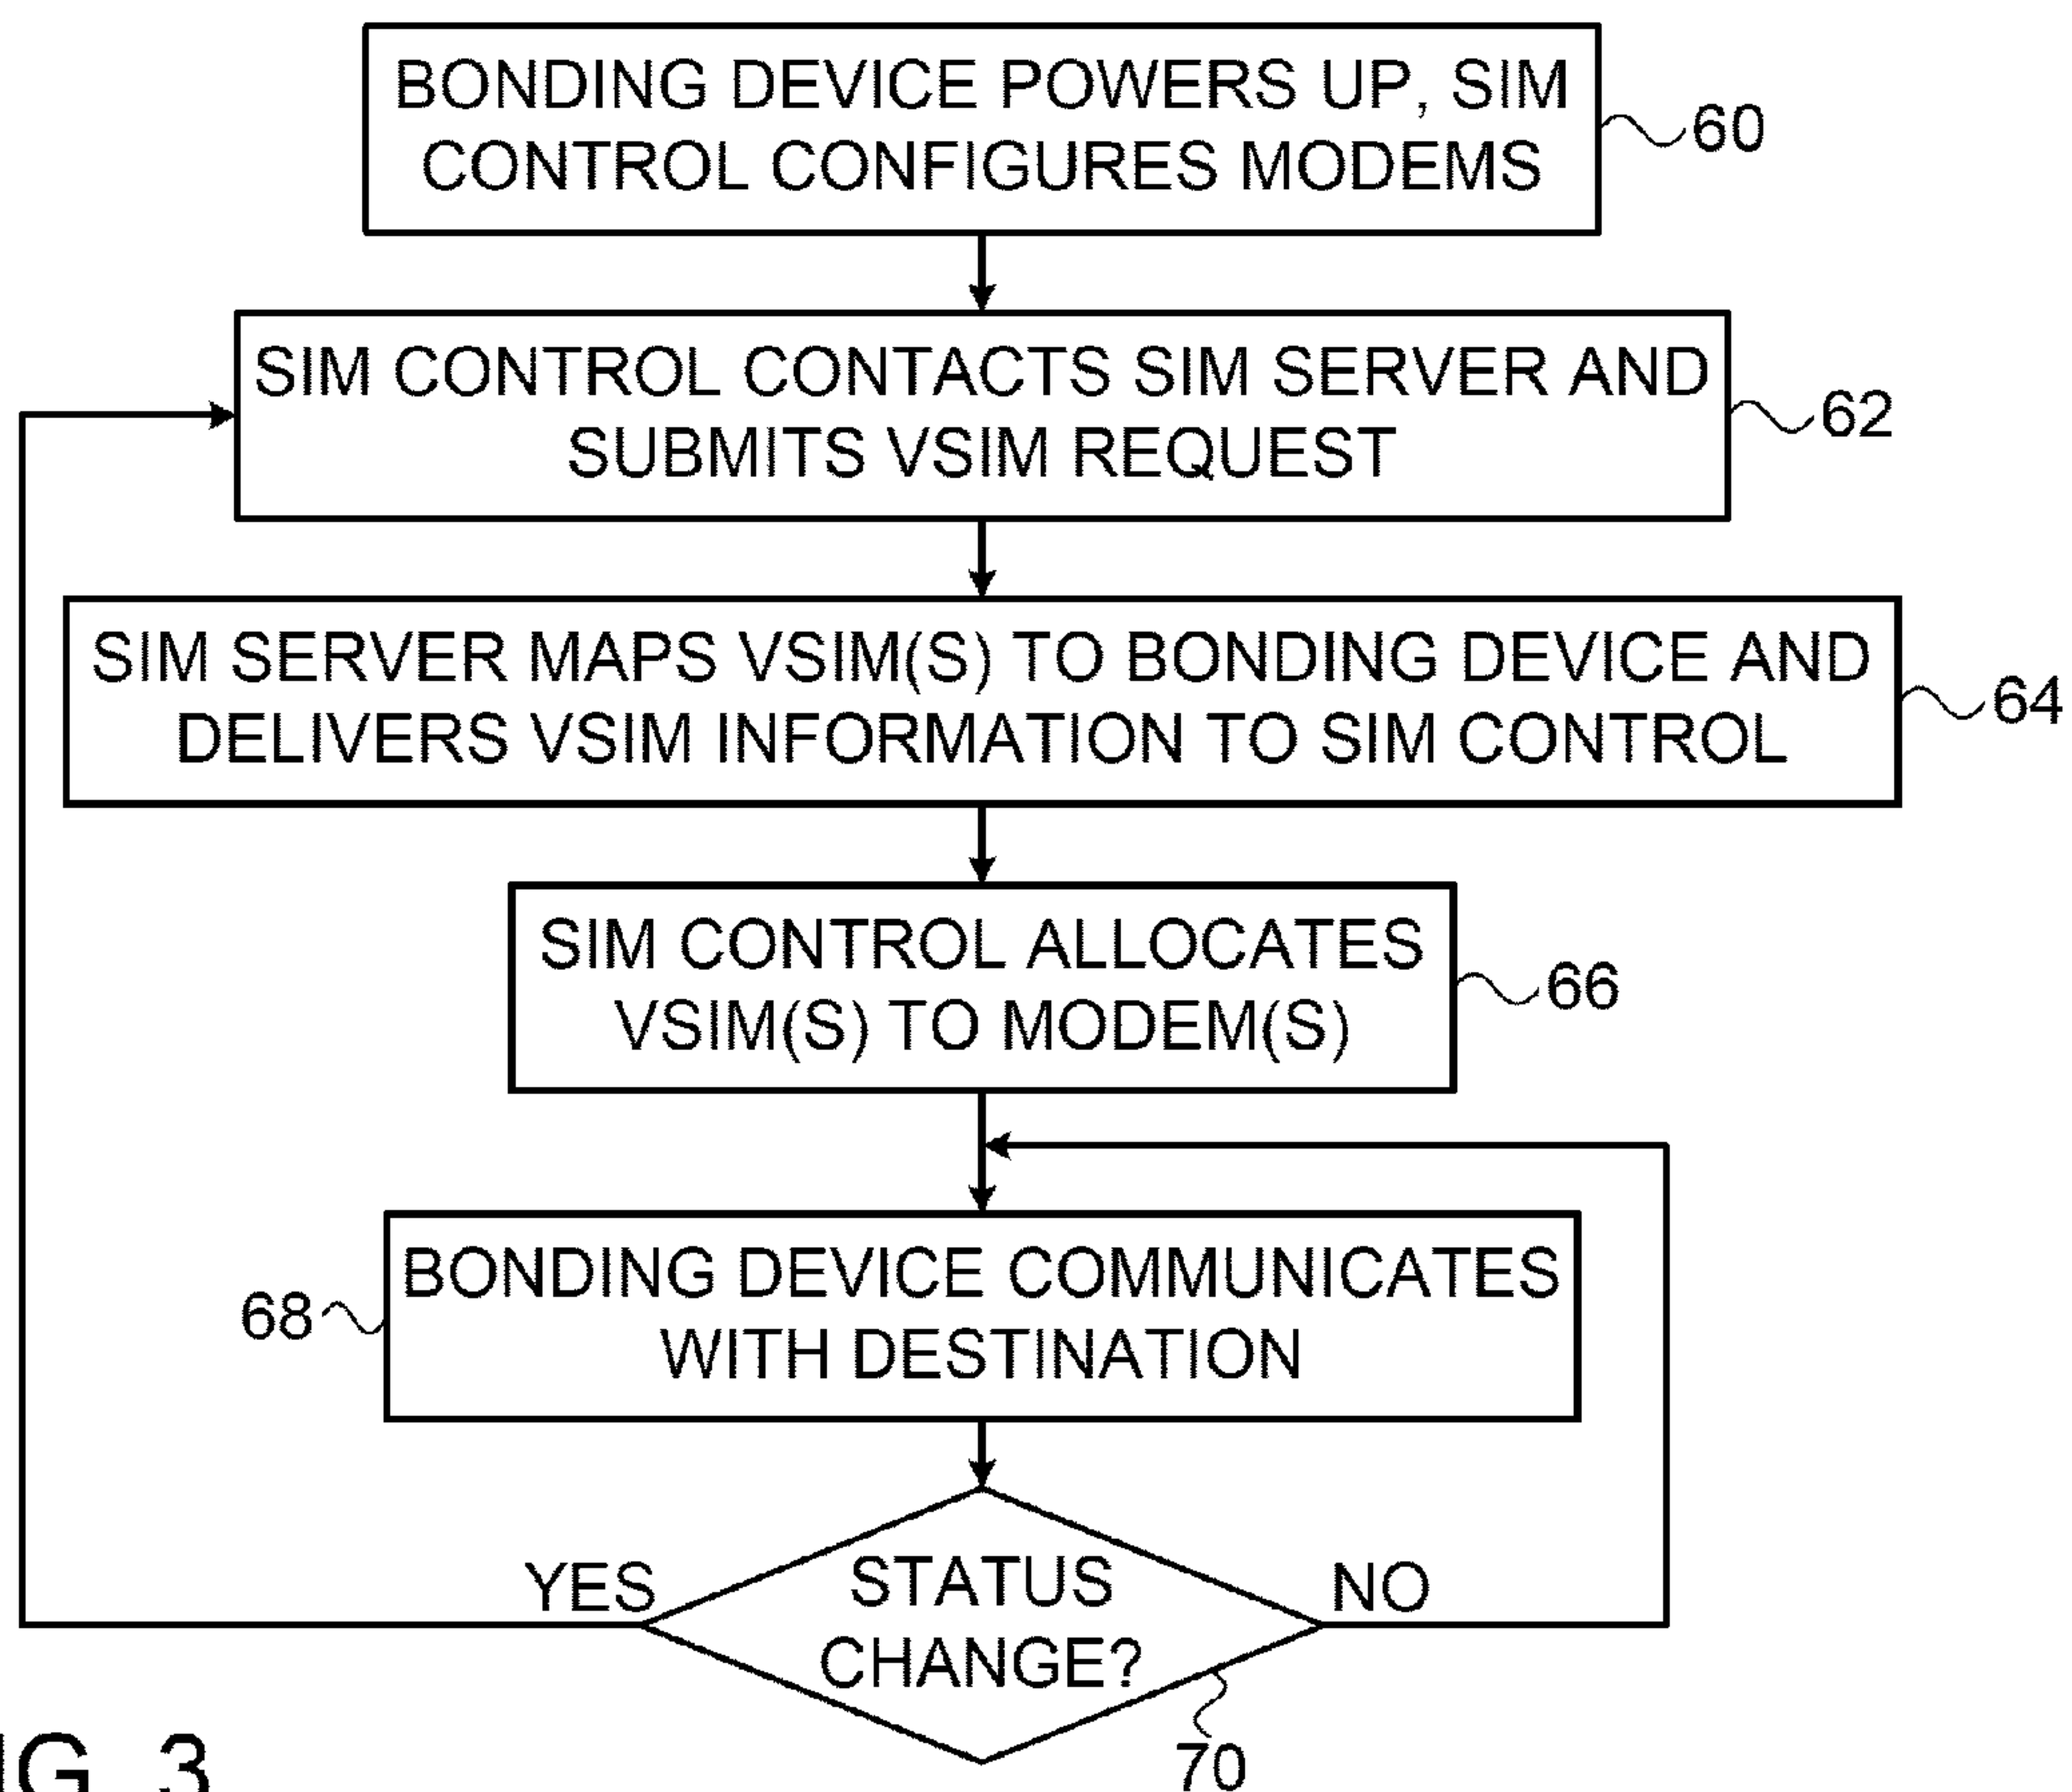 BONDING DEVICE POWERS UP, SIM
CONTROL CONFIGURES MODEMS
60
SIM CONTROL CONTACTS SIM SERVER AND
SUBMITS VSIM REQUEST
62
SIM SERVER MAPS VSIM(S) TO BONDING DEVICE AND
DELIVERS VSIM INFORMATION TO SIM CONTROL
64
SIM CONTROL ALLOCATES
VSIM(S) TO MODEM(S)
66
BONDING DEVICE COMMUNICATES
WITH DESTINATION
68
YES
STATUS
CHANGE?
NO
70
3